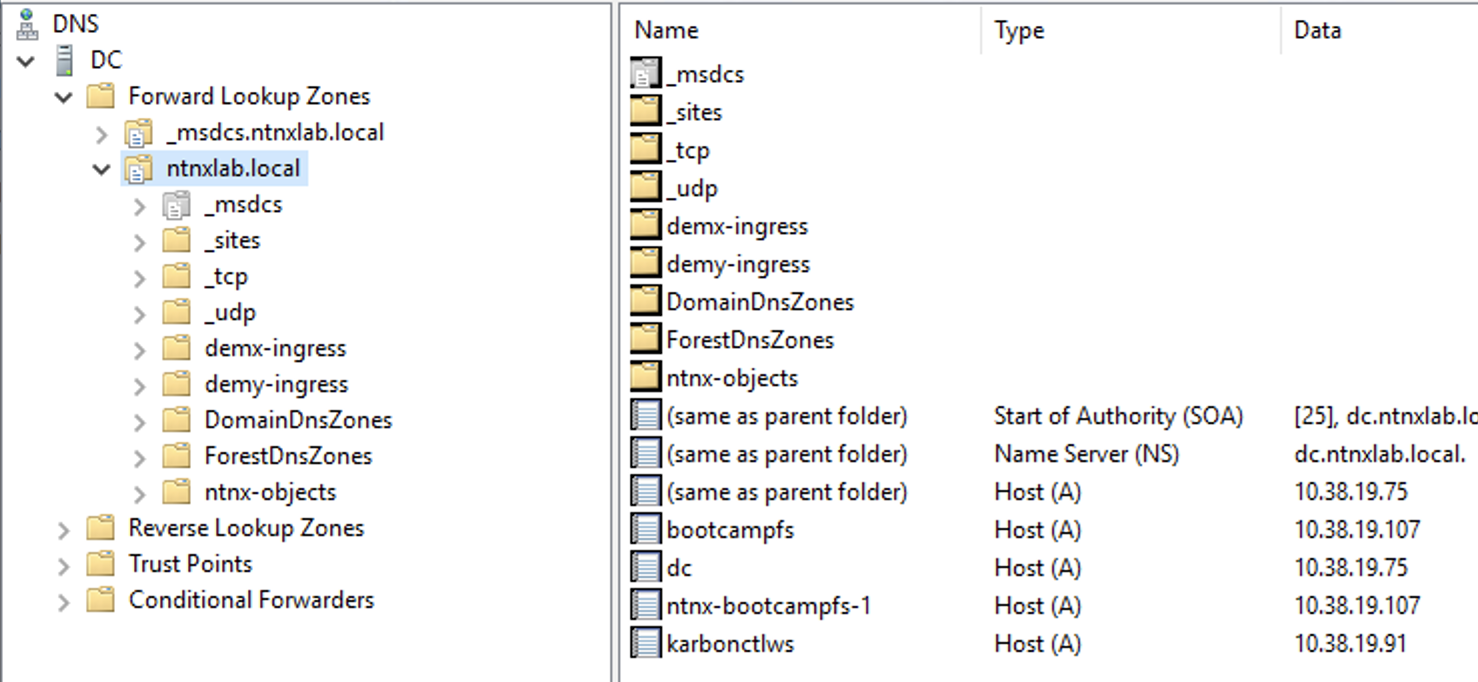 DNS
DC
Forward Lookup Zones
_msdcs.ntnxlab.local
ntnxlab.local
_msdcs
_sites
_tcp
_udp
demx-ingress
demy-ingress
DomainDnsZones
ForestDnsZones
ntnx-objects
Reverse Lookup Zones
Trust Points
Conditional Forwarders
Name Type Data
_msdcs
_sites
_tcp
_udp
demx-ingress
demy-ingress
DomainDnsZones
ForestDnsZones
ntnx-objects
(same as parent folder) Start of Authority (SOA) [25], dc.ntnxlab.lo
(same as parent folder) Name Server (NS) dc.ntnxlab.local.
(same as parent folder) Host (A) 10.38.19.75
bootcampfs Host (A) 10.38.19.107
dc Host (A) 10.38.19.75
ntnx-bootcampfs-1 Host (A) 10.38.19.107
karbonctlws Host (A) 10.38.19.91